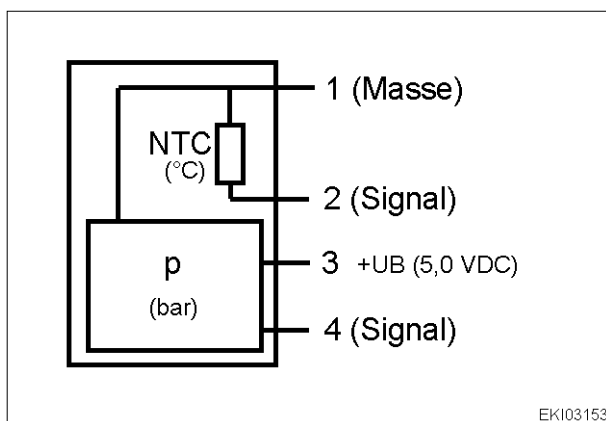 1 (Masse)
NTC
(°C)
2 (Signal)
p
(bar)
3 +UB (5,0 VDC)
4 (Signal)
EKI03153